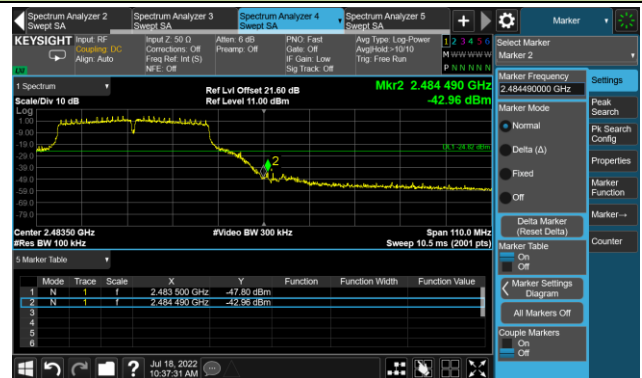 Spectrum Analyzer 2
Swept SA
Spectrum Analyzer 3
Swept SA
Spectrum Analyzer 4
Swept SA
Spectrum Analyzer 5
Swept SA
+
Marker
KEYSIGHT
Input: RF
Coupling: DC
Align: Auto
Input Z: 50 Ω
Corrections: Off
Freq Ref: Int (S)
NFE: Off
Atten: 6 dB
Preamp: Off
PNO: Fast
Gate: Off
IF Gain: Low
Sig Track: Off
Avg Type: Log-Power
Avg|Hold:>10/10
Trig: Free Run
1 2 3 4 5 6
M W W W W W
P N N N N N
LW
Select Marker
Marker 2
1 Spectrum
Scale/Div 10 dB
Ref Lvl Offset 21.60 dB
Ref Level 11.00 dBm
Mkr2 2.484 490 GHz
-42.96 dBm
Log
1.00
-9.00
-19.0
-29.0
-39.0
-49.0
-59.0
-69.0
-79.0
DL1 -24.82 dBm
2
Center 2.48350 GHz
#Res BW 100 kHz
#Video BW 300 kHz
Span 110.0 MHz
Sweep 10.5 ms (2001 pts)
5 Marker Table
Mode Trace Scale X Y Function Function Width Function Value
1 N 1 f 2.483 500 GHz -47.80 dBm
2 N 1 f 2.484 490 GHz -42.96 dBm
3
4
5
6
Marker Frequency
2.484490000 GHz
Marker Mode
Normal
Delta (Δ)
Fixed
Off
Delta Marker
(Reset Delta)
Marker Table
On
Off
Marker Settings
Diagram
All Markers Off
Couple Markers
On
Off
Settings
Peak
Search
Pk Search
Config
Properties
Marker
Function
Marker→
Counter
?
Jul 18, 2022
10:37:31 AM